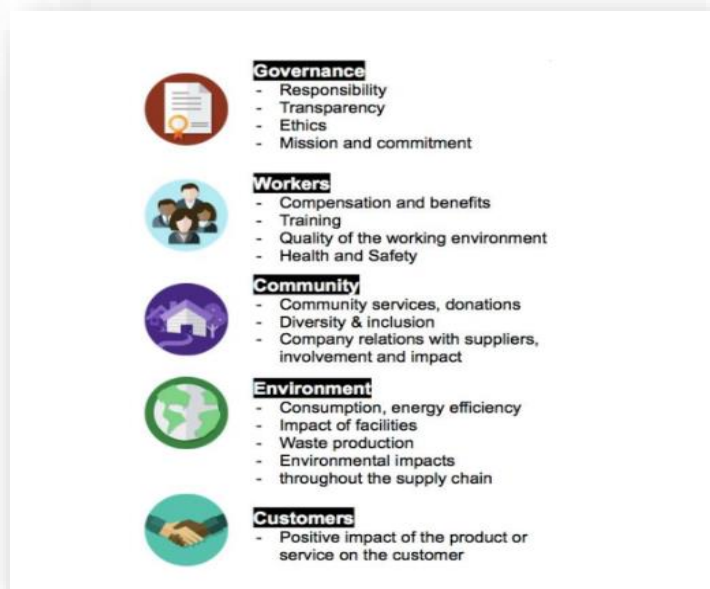 Governance
- Responsibility
- Transparency
- Ethics
- Mission and commitment
Workers
- Compensation and benefits
- Training
- Quality of the working environment
- Health and Safety
Community
- Community services, donations
- Diversity & inclusion
- Company relations with suppliers,
involvement and impact
Environment
- Consumption, energy efficiency
- Impact of facilities
- Waste production
- Environmental impacts
- throughout the supply chain
Customers
- Positive impact of the product or
service on the customer